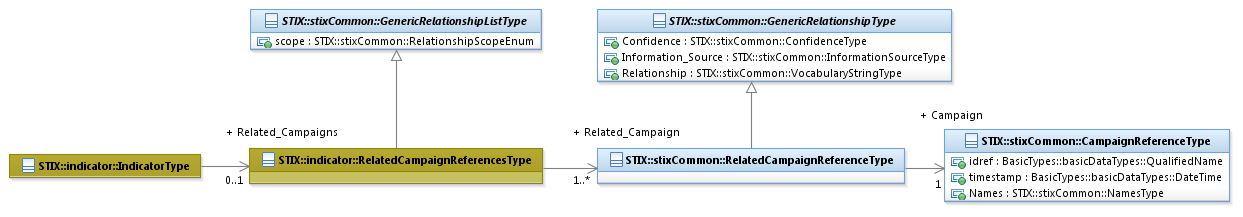 STIX::stixCommon::GenericRelationshipListType
scope : STIX::stixCommon::RelationshipScopeEnum
STIX::stixCommon::GenericRelationshipType
Confidence : STIX::stixCommon::ConfidenceType
Information_Source : STIX::stixCommon::InformationSourceType
Relationship : STIX::stixCommon::VocabularyStringType
+ Related_Campaigns
+ Related_Campaign
+ Campaign
STIX::indicator::IndicatorType
0..1
STIX::indicator::RelatedCampaignReferencesType
1..*
STIX::stixCommon::RelatedCampaignReferenceType
1
STIX::stixCommon::CampaignReferenceType
idref : BasicTypes::basicDataTypes::QualifiedName
timestamp : BasicTypes::basicDataTypes::DateTime
Names : STIX::stixCommon::NamesType